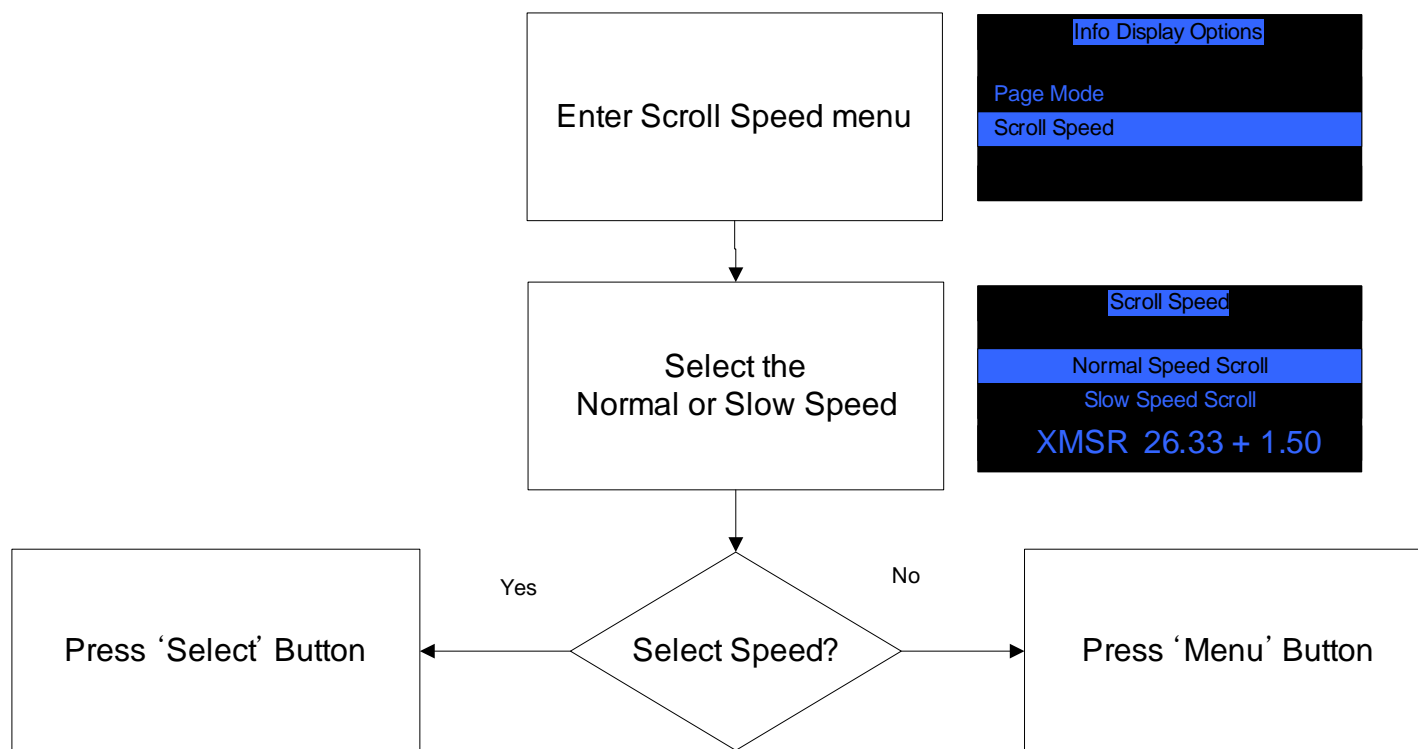 Info Display Options
Enter Scroll Speed menu
Page Mode
Scroll Speed
Select the
Normal or Slow Speed
Scroll Speed
Normal Speed Scroll
Slow Speed Scroll
XMSR 26.33 + 1.50
Yes
No
Press ‘Select’ Button
Select Speed?
Press ‘Menu’ Button